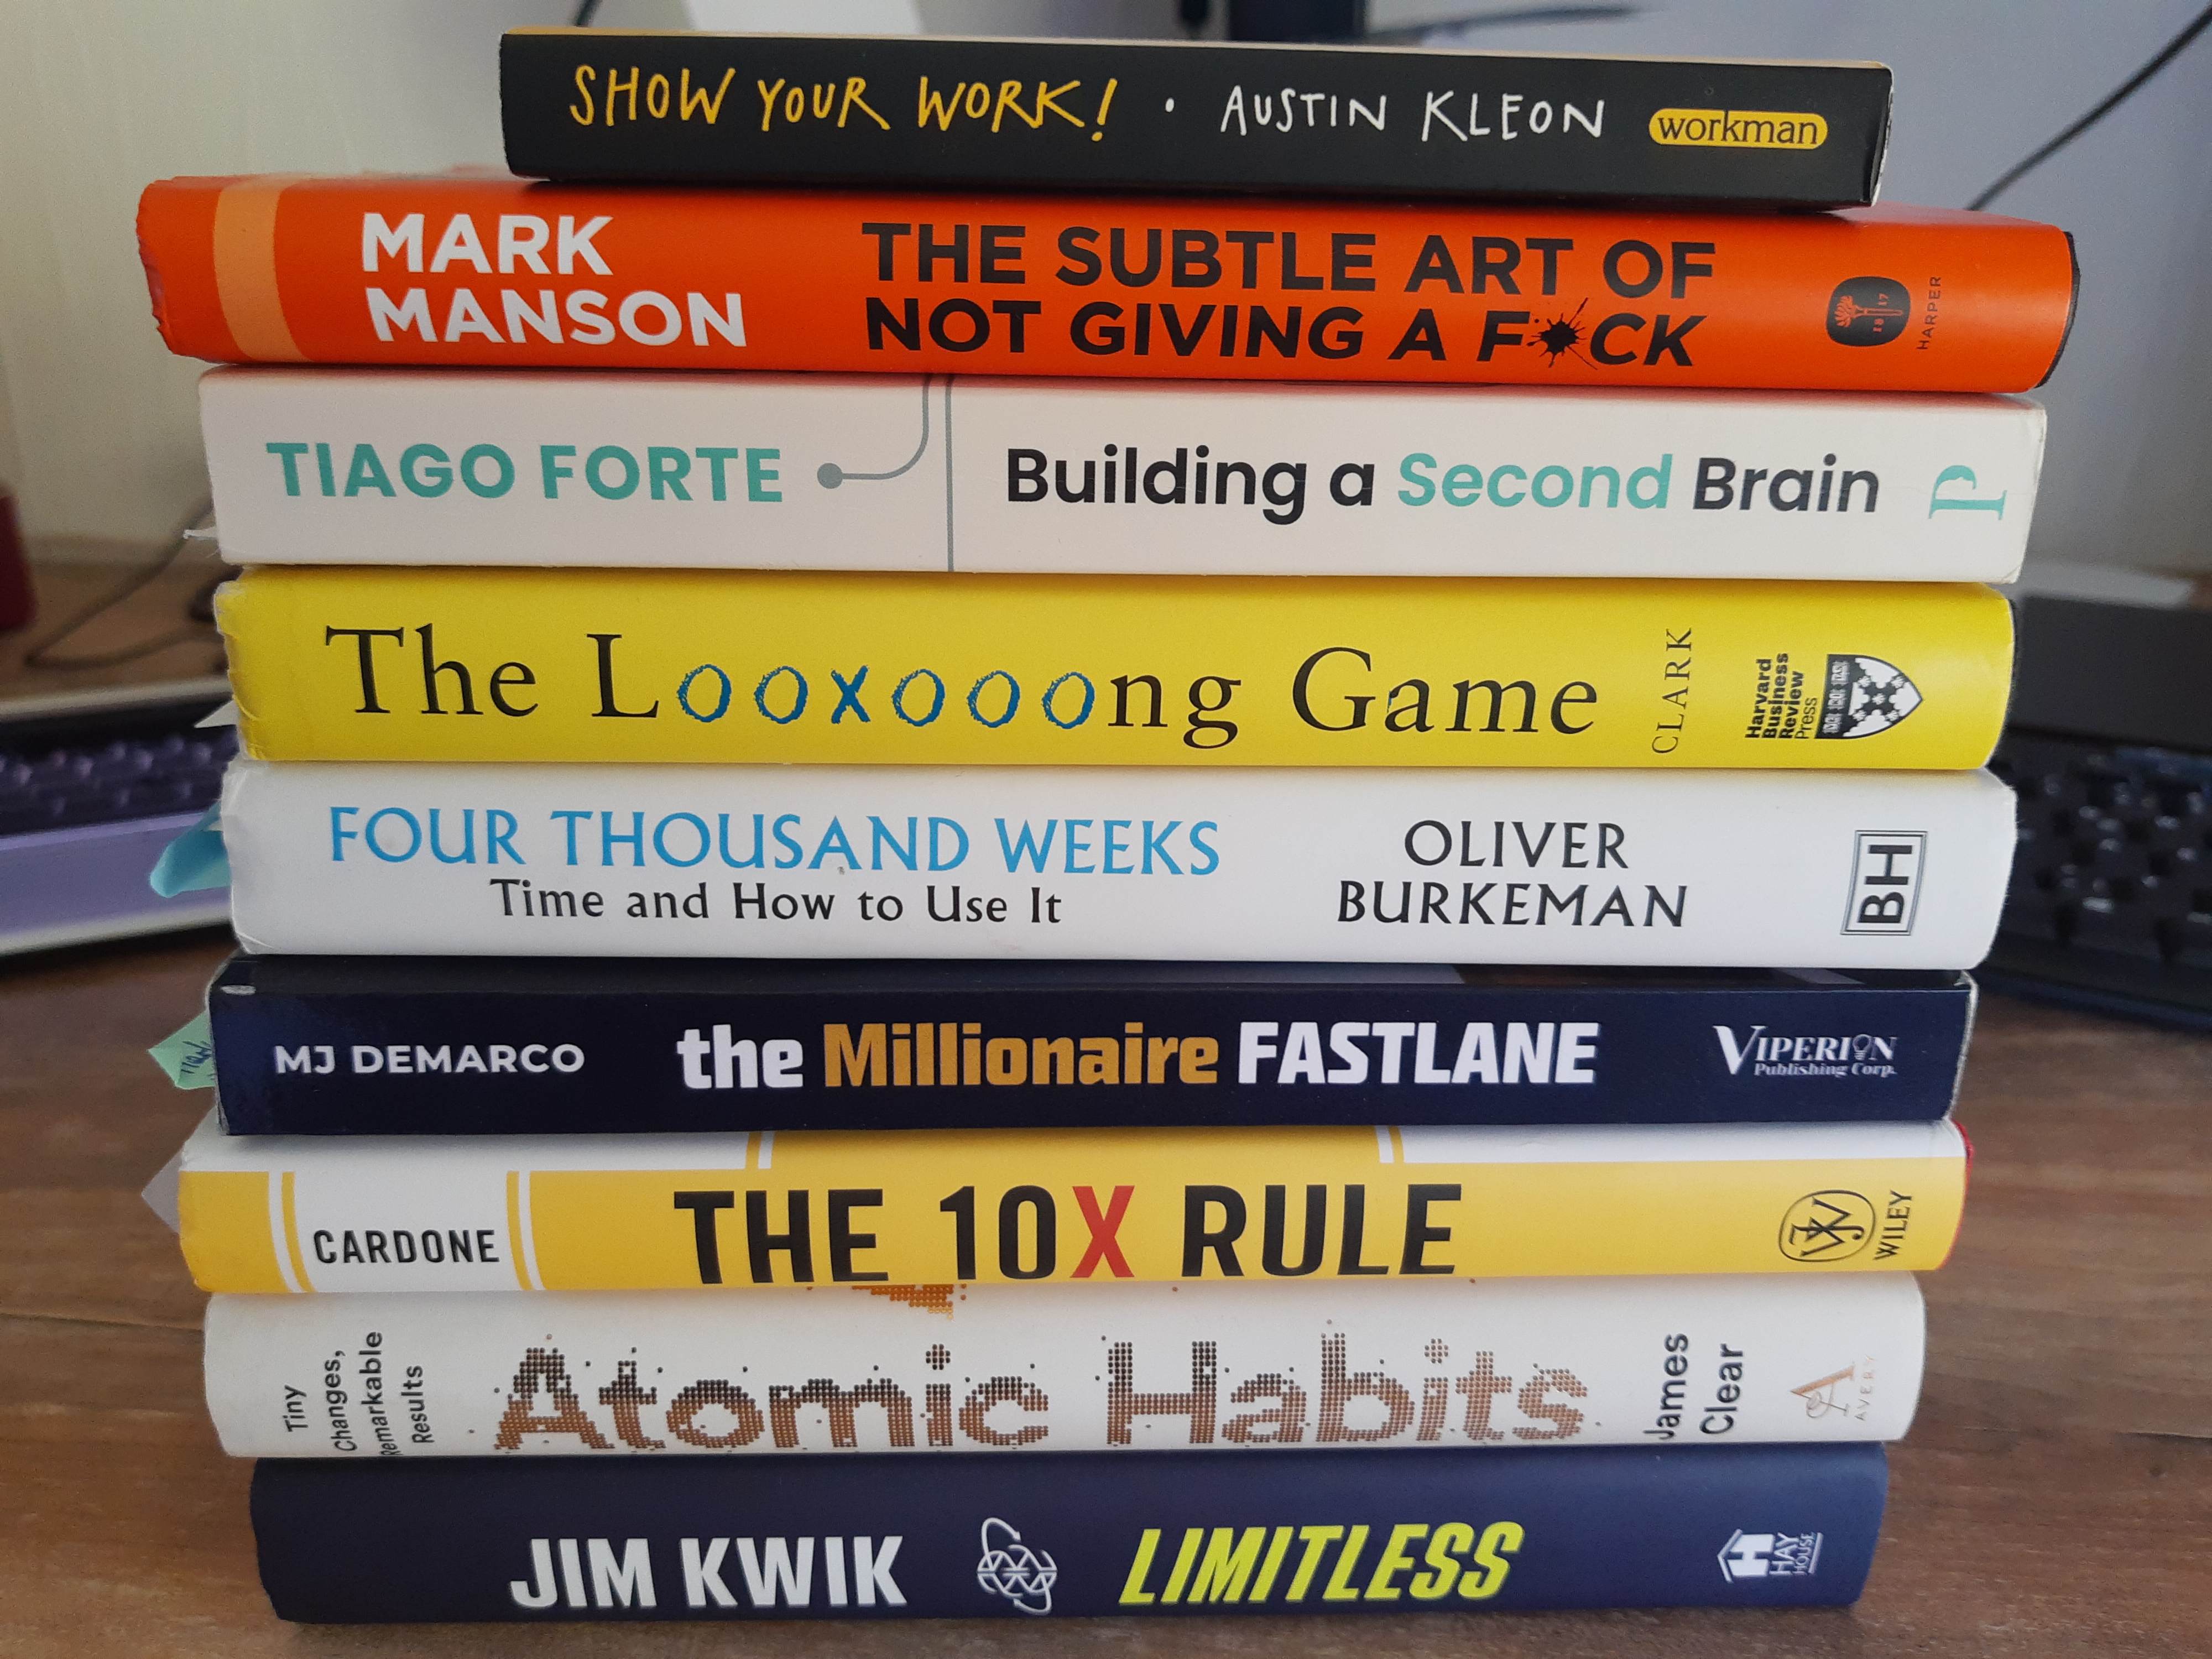 SHOW YOUR WORK! · AUSTIN KLEON workman
MARK
MANSON
THE SUBTLE ART OF
NOT GIVING A F*CK
1817
HARPER
TIAGO FORTE
Building a Second Brain
P
The Looxooong Game
CLARK
Harvard
Business
Review
Press
FOUR THOUSAND WEEKS
Time and How to Use It
OLIVER
BURKEMAN
BH
MJ DEMARCO
the Millionaire FASTLANE
VIPERION
Publishing Corp.
CARDONE
THE 10X RULE
WILEY
Tiny
Changes,
Remarkable
Results
Atomic Habits
James
Clear
A
AVERY
JIM KWIK
LIMITLESS
H
HAY
HOUSE